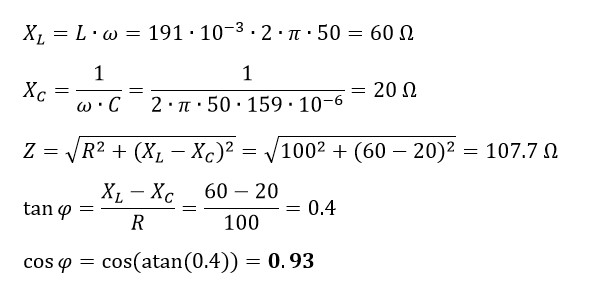 X_L = L · ω = 191 · 10⁻³ · 2 · π · 50 = 60 Ω
X_C = 1 / (ω · C) = 1 / (2 · π · 50 · 159 · 10⁻⁶) = 20 Ω
Z = √(R² + (X_L − X_C)²) = √(100² + (60 − 20)²) = 107.7 Ω
tan φ = (X_L − X_C) / R = (60 − 20) / 100 = 0.4
cos φ = cos(atan(0.4)) = 0.93